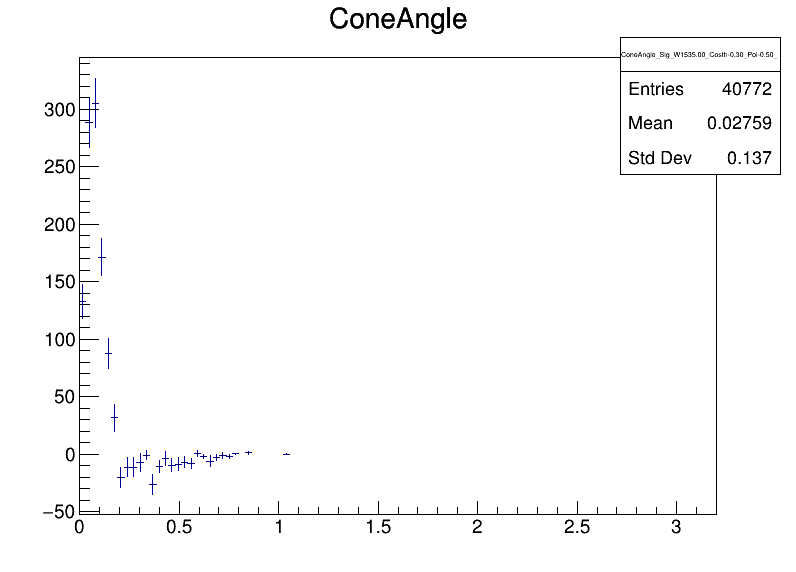 ConeAngle
ConeAngle_Sig_W1535.00_Costh-0.30_Pol-0.50_
Entries 40772
Mean 0.02759
Std Dev 0.137
300
250
200
150
100
50
0
−50
0 0.5 1 1.5 2 2.5 3